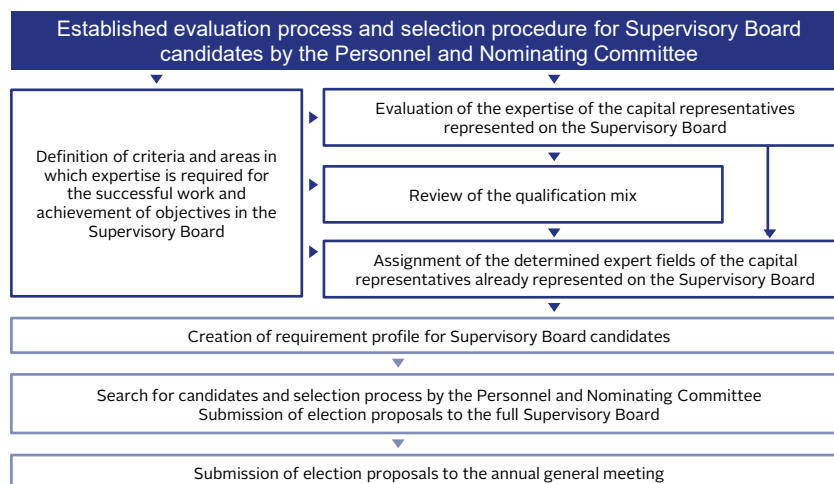 Established evaluation process and selection procedure for Supervisory Board
candidates by the Personnel and Nominating Committee
Definition of criteria and areas in
which expertise is required for
the successful work and
achievement of objectives in the
Supervisory Board
Evaluation of the expertise of the capital representatives
represented on the Supervisory Board
Review of the qualification mix
Assignment of the determined expert fields of the capital
representatives already represented on the Supervisory Board
Creation of requirement profile for Supervisory Board candidates
Search for candidates and selection process by the Personnel and Nominating Committee
Submission of election proposals to the full Supervisory Board
Submission of election proposals to the annual general meeting